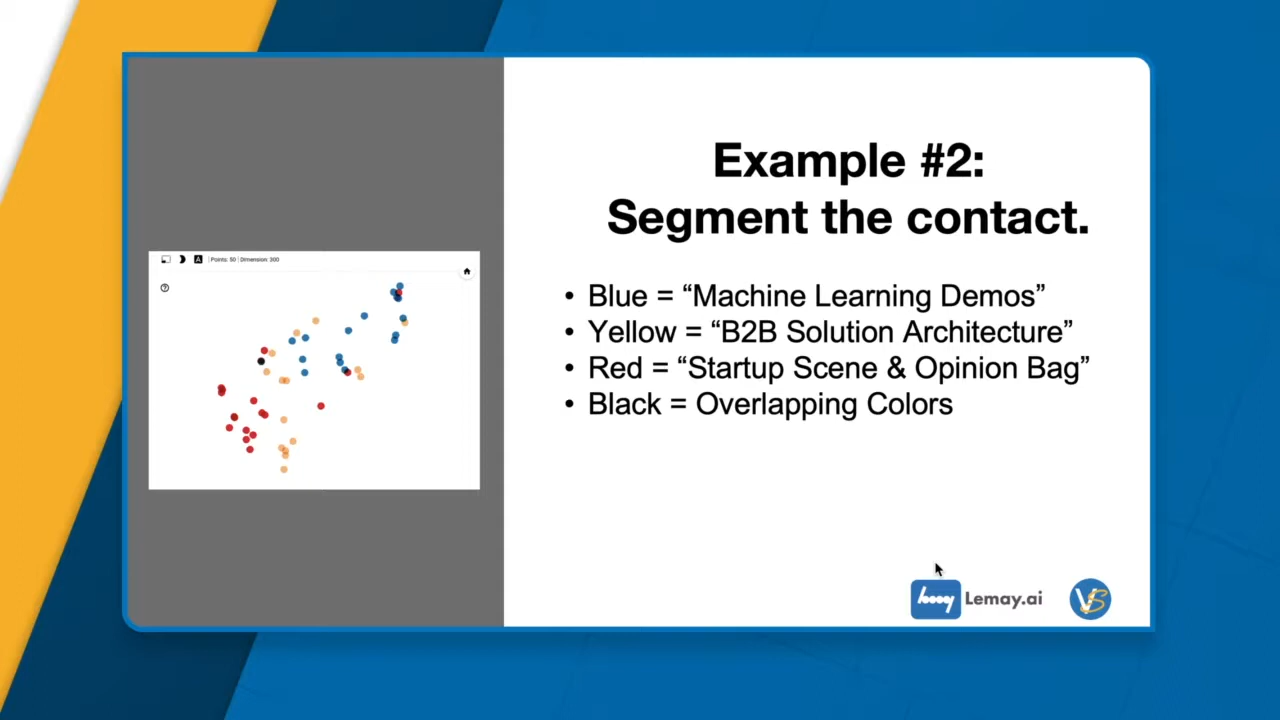 Points: 50 | Dimension: 300
Example #2:
Segment the contact.
• Blue = “Machine Learning Demos”
• Yellow = “B2B Solution Architecture”
• Red = “Startup Scene & Opinion Bag”
• Black = Overlapping Colors
Lemay.ai
VS